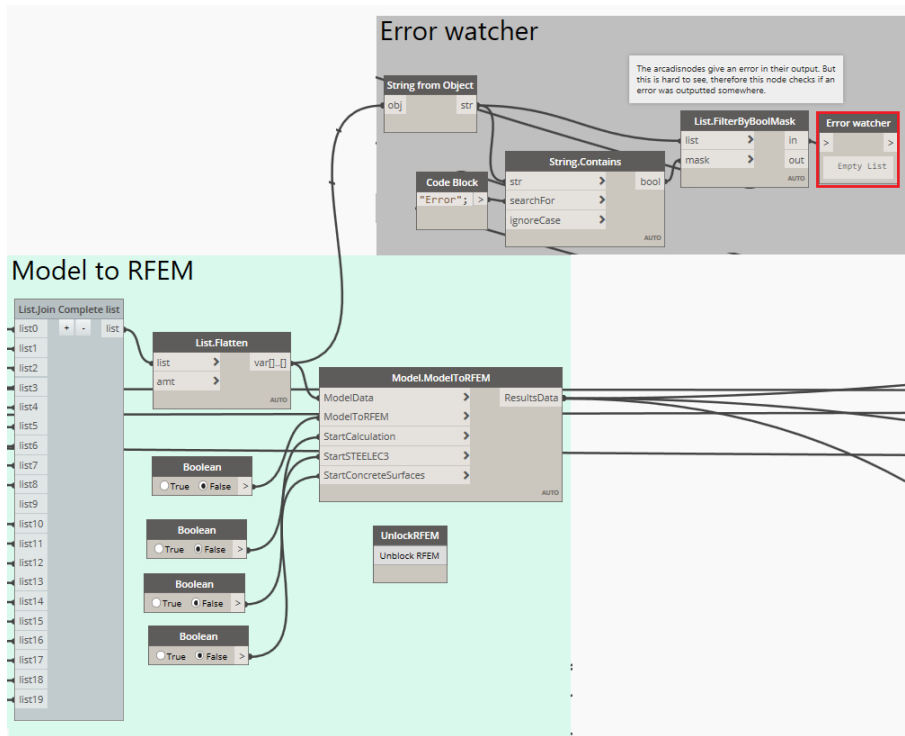 Error watcher
The arcadisnodes give an error in their output. But
this is hard to see, therefore this node checks if an
error was outputted somewhere.
String from Object
obj str
List.FilterByBoolMask
list > in
mask > out
AUTO
Error watcher
> >
Empty List
String.Contains
str > bool
searchFor >
ignoreCase >
AUTO
Code Block
"Error"; >
Model to RFEM
List.Join Complete list
list0 + - list
list1
list2
list3
list4
list5
list6
list7
list8
list9
list10
list11
list12
list13
list14
list15
list16
list17
list18
list19
List.Flatten
list > var[]..[]
amt >
AUTO
Model.ModelToRFEM
ModelData > ResultsData
ModelToRFEM >
StartCalculation >
StartSTEELEC3 >
StartConcreteSurfaces >
AUTO
Boolean
True False >
Boolean
True False >
Boolean
True False >
Boolean
True False >
UnlockRFEM
Unblock RFEM